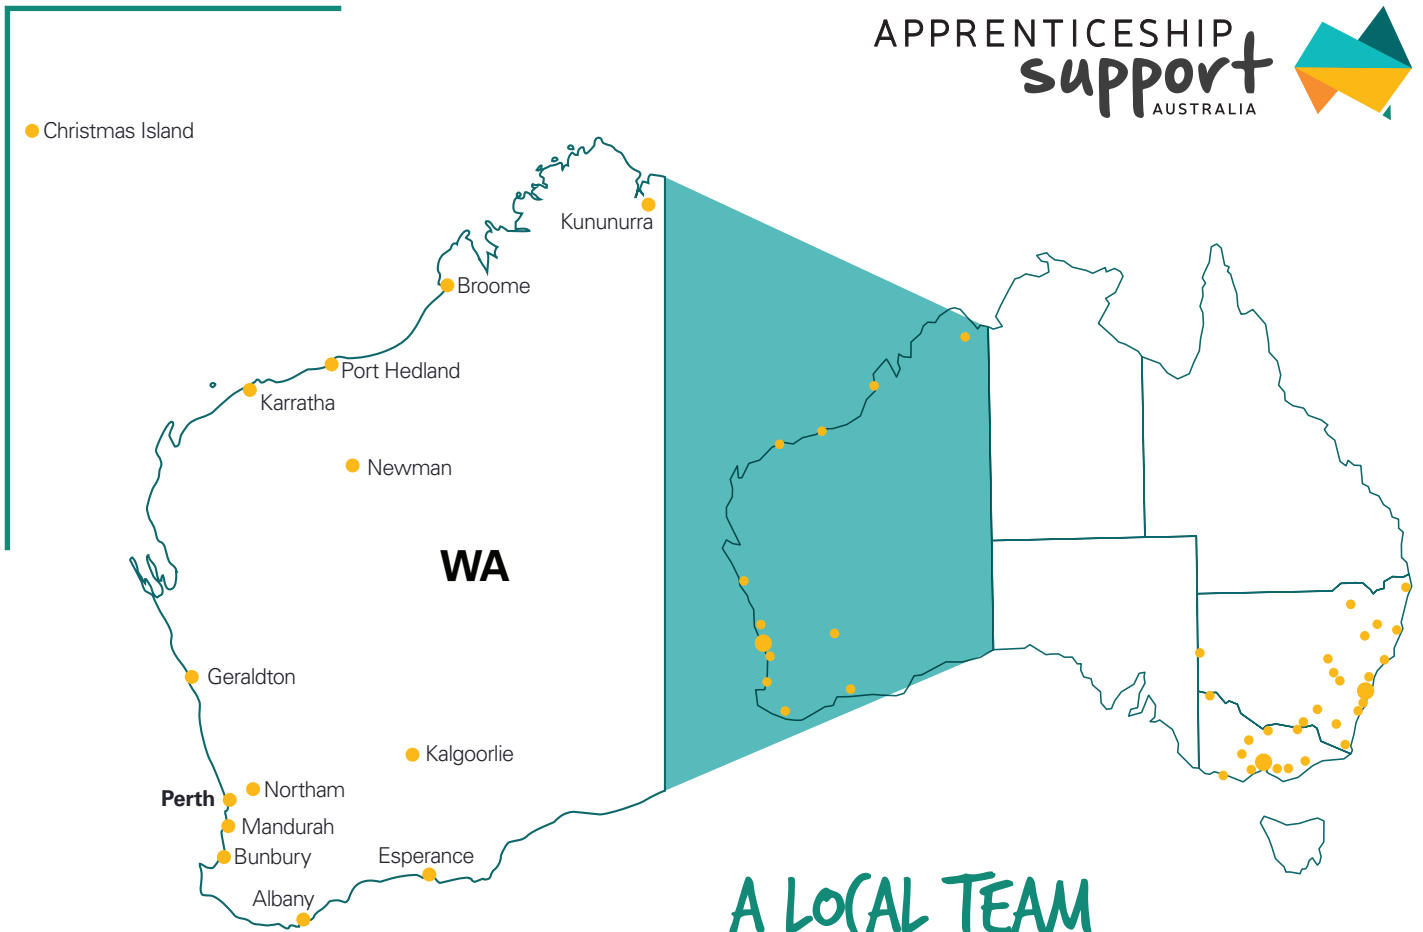 APPRENTICESHIP
support
AUSTRALIA
Christmas Island
Kununurra
Broome
Port Hedland
Karratha
Newman
WA
Geraldton
Kalgoorlie
Northam
Perth
Mandurah
Bunbury
Esperance
Albany
A LOCAL TEAM